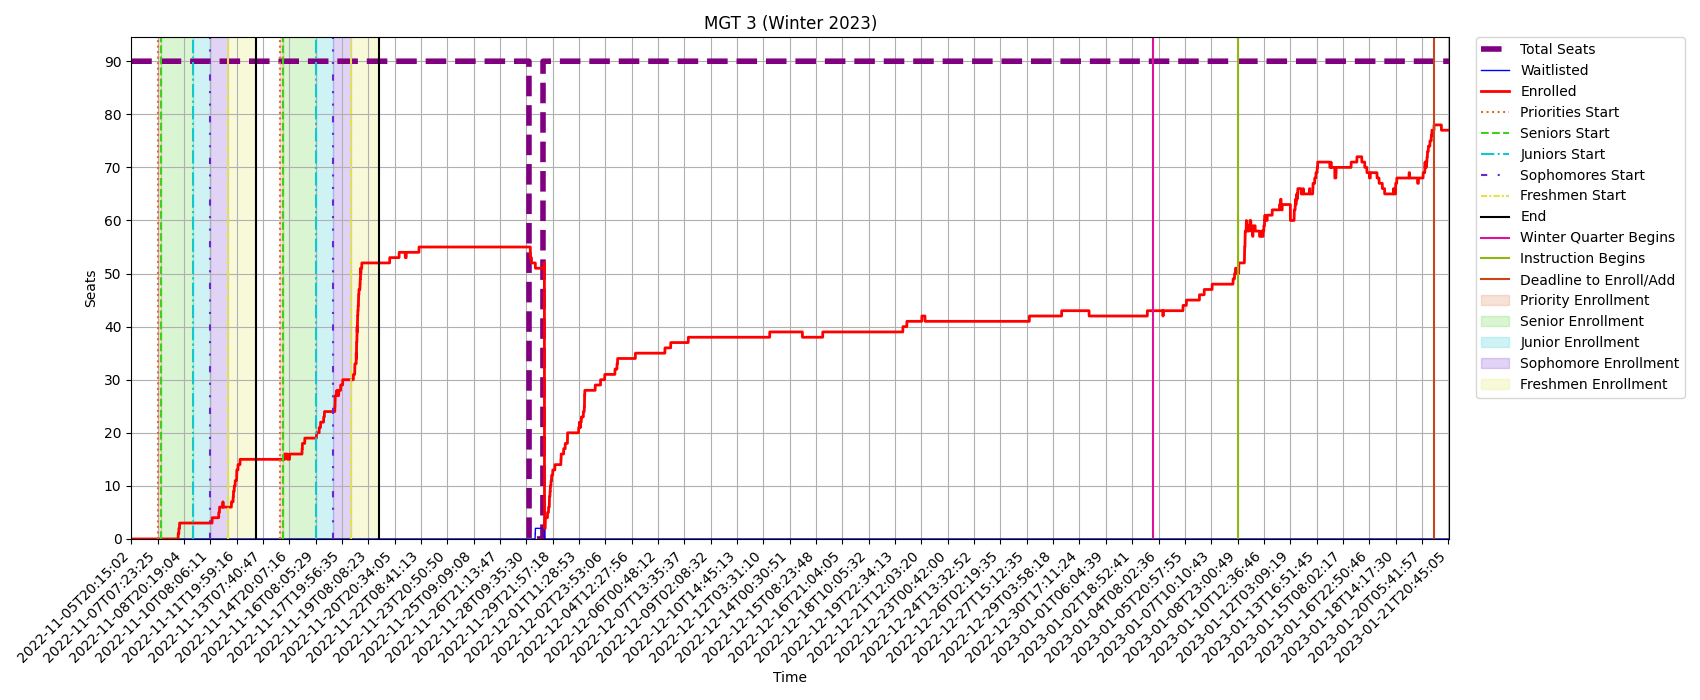 MGT 3 (Winter 2023)
Seats
90
80
70
60
50
40
30
20
10
0
2022-11-05T20:15:02
2022-11-07T07:23:25
2022-11-08T20:19:04
2022-11-10T08:06:11
2022-11-11T19:59:16
2022-11-13T07:40:47
2022-11-14T20:07:16
2022-11-16T08:05:29
2022-11-17T19:56:35
2022-11-19T08:08:23
2022-11-20T20:34:05
2022-11-22T08:41:13
2022-11-23T20:50:50
2022-11-25T09:09:08
2022-11-26T21:13:47
2022-11-28T09:35:30
2022-11-29T21:57:18
2022-12-01T11:28:53
2022-12-02T23:53:06
2022-12-04T12:27:56
2022-12-06T00:48:12
2022-12-07T13:35:37
2022-12-09T02:08:32
2022-12-10T14:45:13
2022-12-12T03:31:10
2022-12-14T00:30:51
2022-12-15T08:23:48
2022-12-16T21:04:05
2022-12-18T10:05:32
2022-12-19T22:34:13
2022-12-21T12:03:20
2022-12-23T00:42:00
2022-12-24T13:32:52
2022-12-26T02:19:35
2022-12-27T15:12:35
2022-12-29T03:58:18
2022-12-30T17:11:24
2023-01-01T06:04:39
2023-01-02T18:52:41
2023-01-04T08:02:36
2023-01-05T20:57:55
2023-01-07T10:10:43
2023-01-08T23:00:49
2023-01-10T12:36:46
2023-01-12T03:09:19
2023-01-13T16:51:45
2023-01-15T08:02:17
2023-01-16T22:50:46
2023-01-18T14:17:30
2023-01-20T05:41:57
2023-01-21T20:45:05
Time
Total Seats
Waitlisted
Enrolled
Priorities Start
Seniors Start
Juniors Start
Sophomores Start
Freshmen Start
End
Winter Quarter Begins
Instruction Begins
Deadline to Enroll/Add
Priority Enrollment
Senior Enrollment
Junior Enrollment
Sophomore Enrollment
Freshmen Enrollment